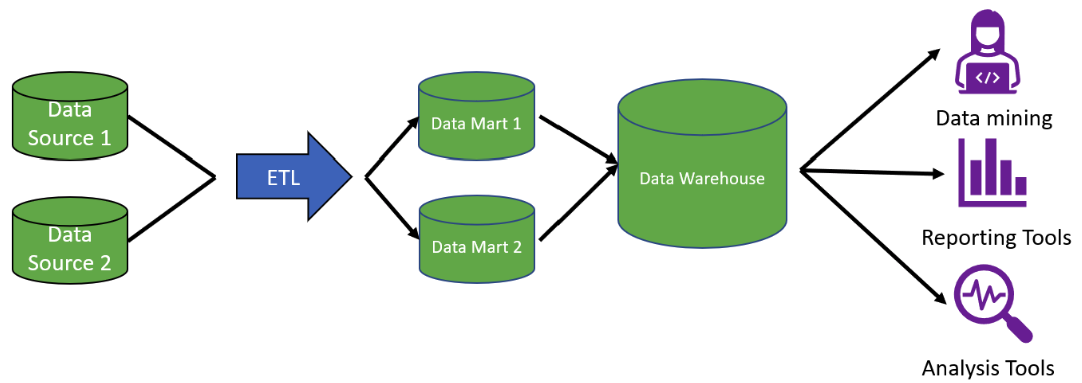 Data
Source 1
Data
Source 2
ETL
Data Mart 1
Data Mart 2
Data Warehouse
</>
Data mining
Reporting Tools
Analysis Tools